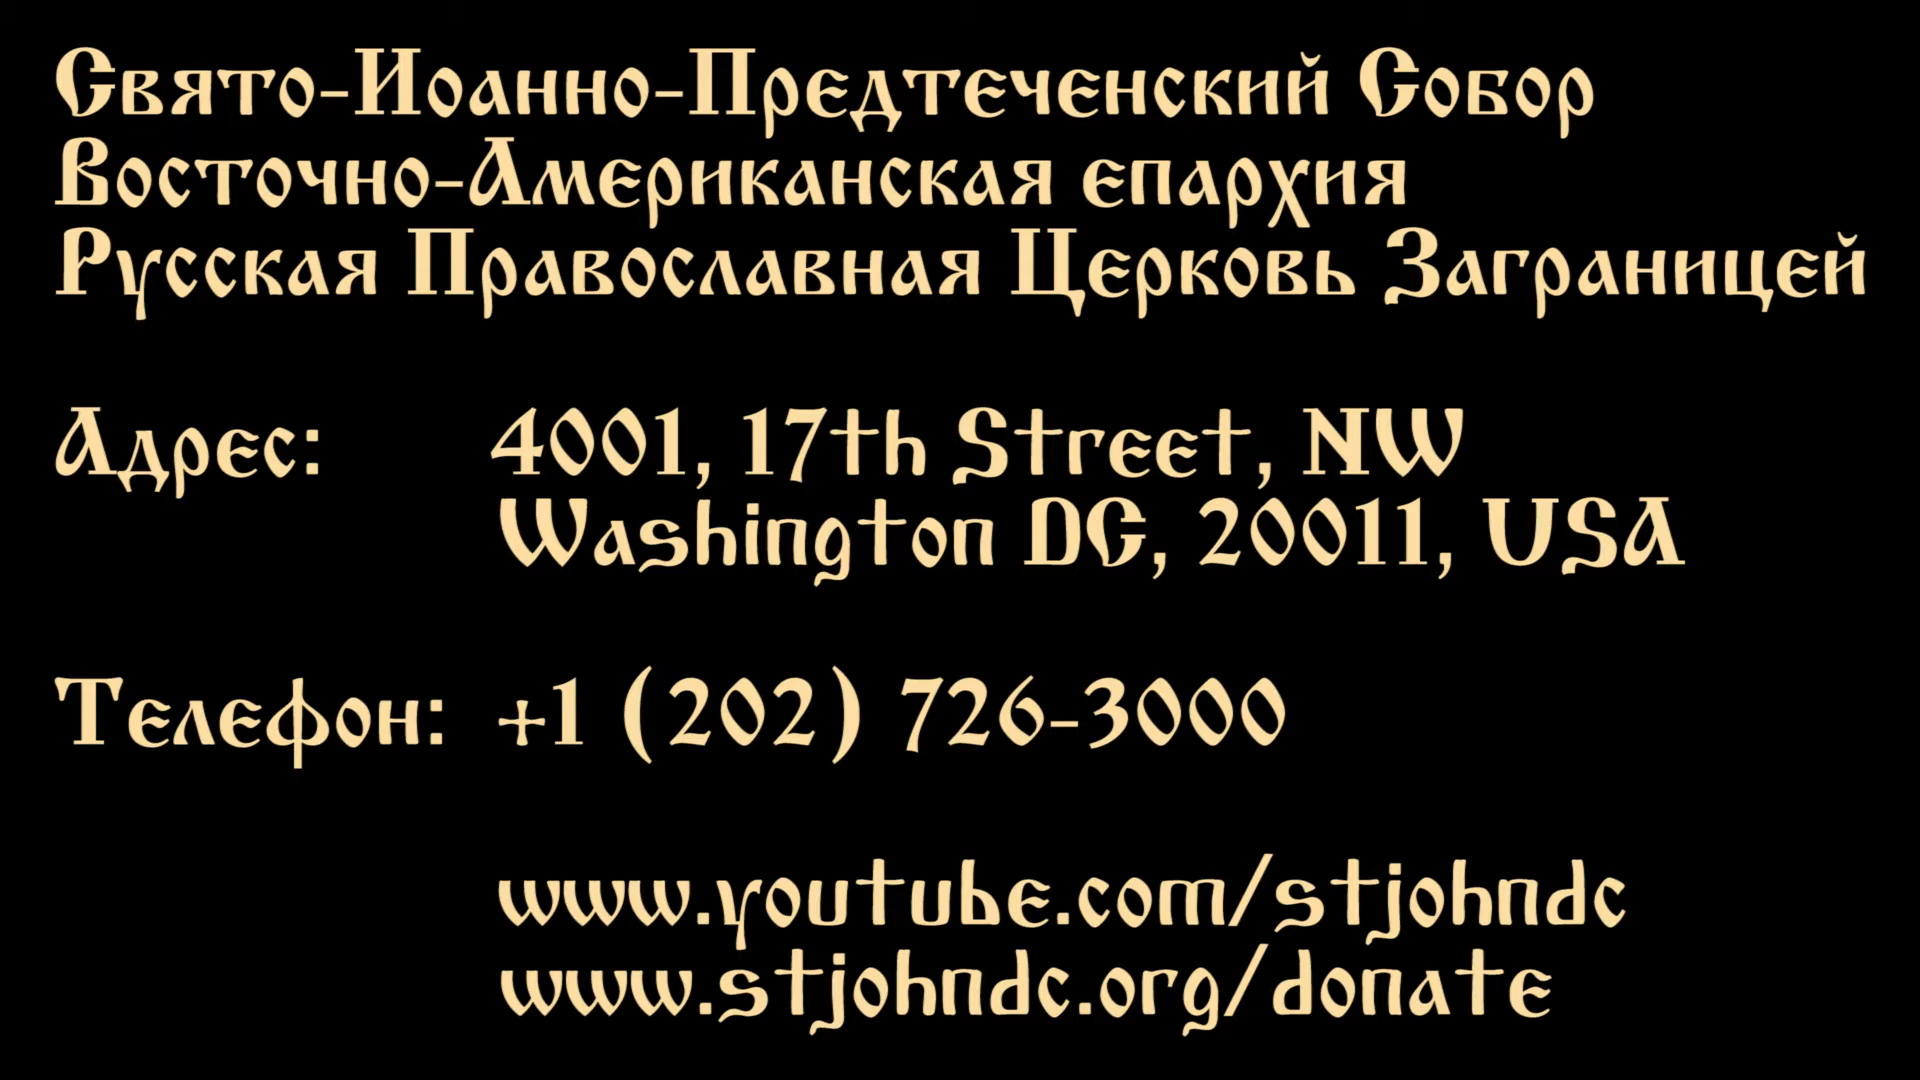 Свято-Иоанно-Предтеченский Собор
Восточно-Американская епархия
Русская Православная Церковь Заграницей
Адрес: 4001, 17th Street, NW
Washington DC, 20011, USA
Телефон: +1 (202) 726-3000
www.youtube.com/stjohndc
www.stjohndc.org/donate